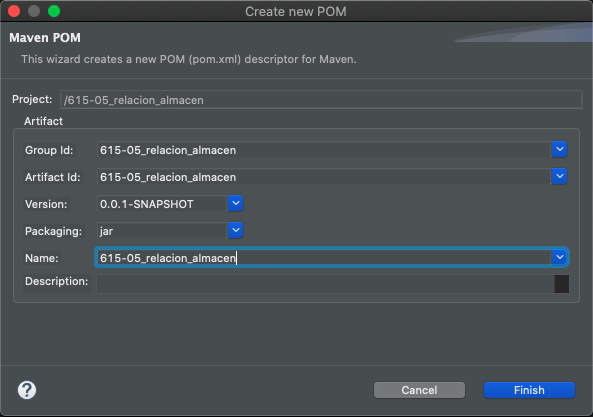 Create new POM
Maven POM
This wizard creates a new POM (pom.xml) descriptor for Maven.
Project: /615-05_relacion_almacen
Artifact
Group Id: 615-05_relacion_almacen
Artifact Id: 615-05_relacion_almacen
Version: 0.0.1-SNAPSHOT
Packaging: jar
Name: 615-05_relacion_almacen
Description:
? Cancel Finish